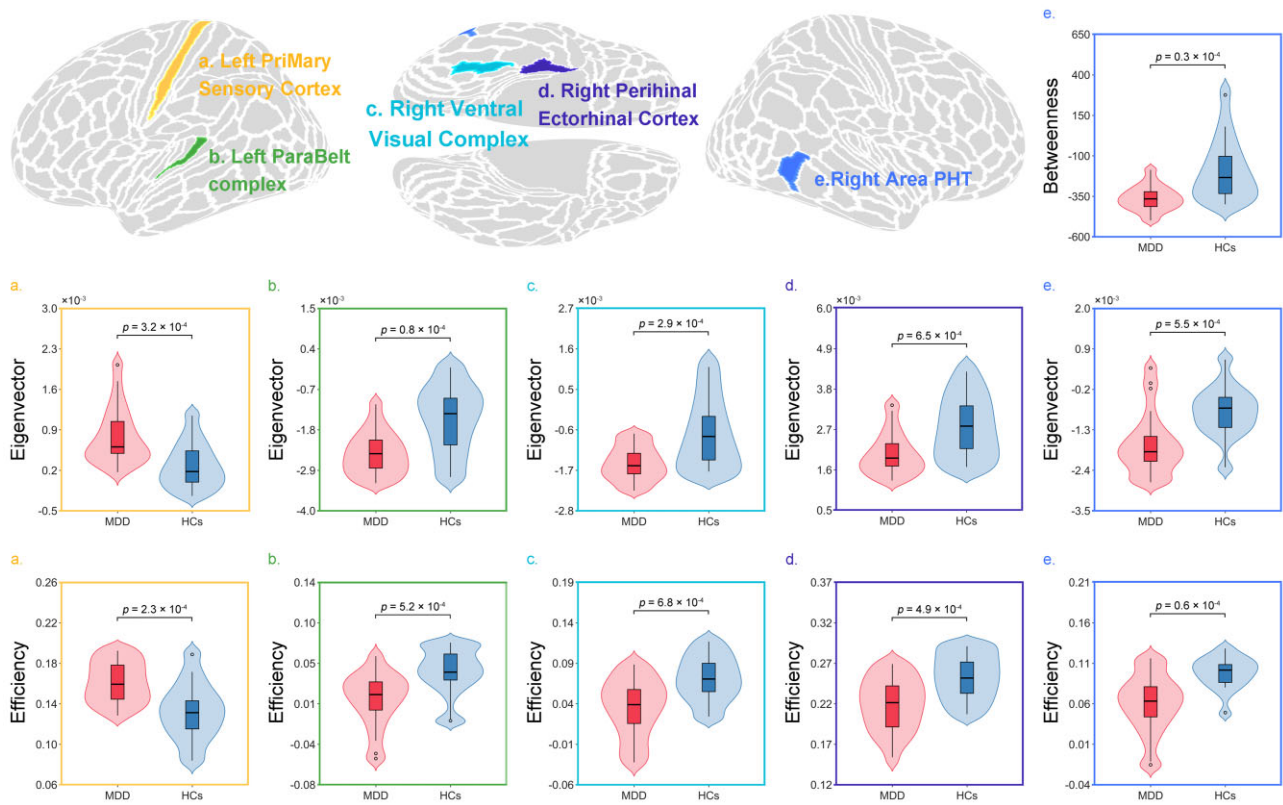 a. Left PriMary
Sensory Cortex
b. Left ParaBelt
complex
c. Right Ventral
Visual Complex
d. Right Perihinal
Ectorhinal Cortex
e.Right Area PHT
e.
Betweenness
650
400
150
-100
-350
-600
p = 0.3 × 10-4
MDD
HCs
a.
×10-3
Eigenvector
3.0
2.3
1.6
0.9
0.2
-0.5
p = 3.2 × 10-4
MDD
HCs
b.
×10-3
Eigenvector
1.5
0.4
-0.7
-1.8
-2.9
-4.0
p = 0.8 × 10-4
MDD
HCs
c.
×10-3
Eigenvector
2.7
1.6
0.5
-0.6
-1.7
-2.8
p = 2.9 × 10-4
MDD
HCs
d.
×10-3
Eigenvector
6.0
4.9
3.8
2.7
1.6
0.5
p = 6.5 × 10-4
MDD
HCs
e.
×10-3
Eigenvector
2.0
0.9
-0.2
-1.3
-2.4
-3.5
p = 5.5 × 10-4
MDD
HCs
a.
Efficiency
0.26
0.22
0.18
0.14
0.10
0.06
p = 2.3 × 10-4
MDD
HCs
b.
Efficiency
0.14
0.10
0.05
0.01
-0.04
-0.08
p = 5.2 × 10-4
MDD
HCs
c.
Efficiency
0.19
0.14
0.09
0.04
-0.01
-0.06
p = 6.8 × 10-4
MDD
HCs
d.
Efficiency
0.37
0.32
0.27
0.22
0.17
0.12
p = 4.9 × 10-4
MDD
HCs
e.
Efficiency
0.21
0.16
0.11
0.06
0.01
-0.04
p = 0.6 × 10-4
MDD
HCs